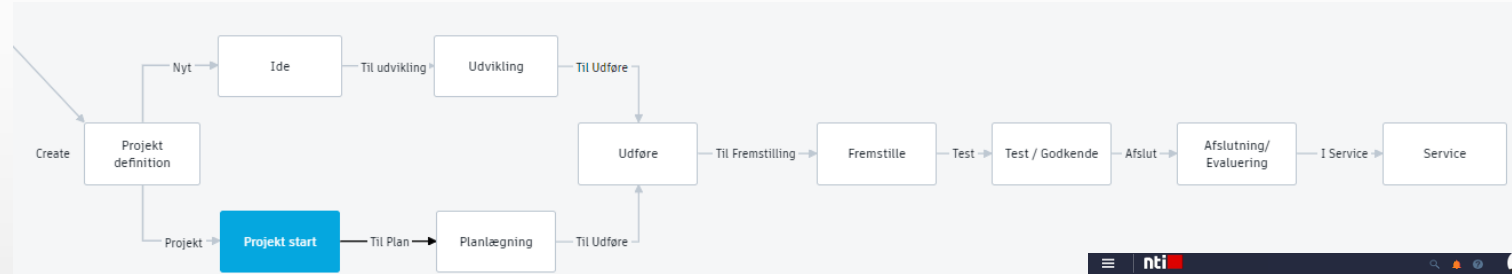 Nyt
Ide
Til udvikling
Udvikling
Til Udføre
Create
Projekt
definition
Udføre
Til Fremstilling
Fremstille
Test
Test / Godkende
Afslut
Afslutning/
Evaluering
I Service
Service
Projekt
Projekt start
Til Plan
Planlægning
Til Udføre
nti